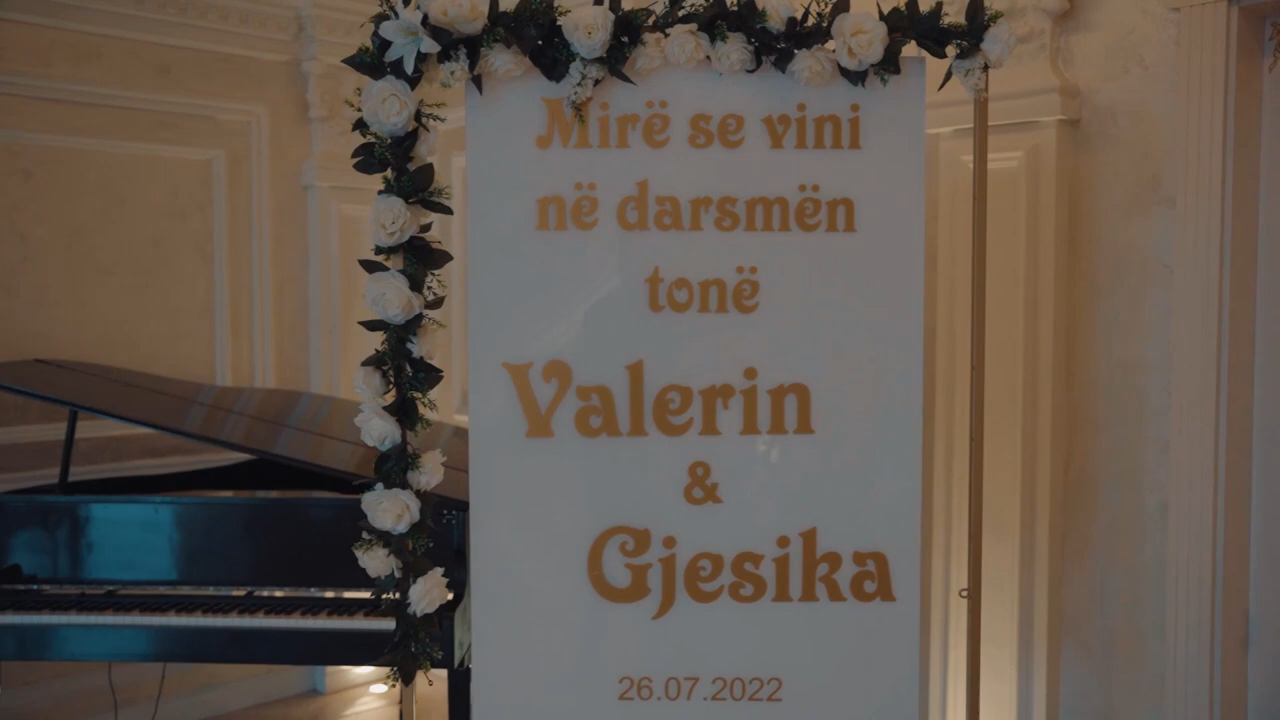 Mirë se vini
në darsmën
tonë
Valerin
&
Gjesika
26.07.2022